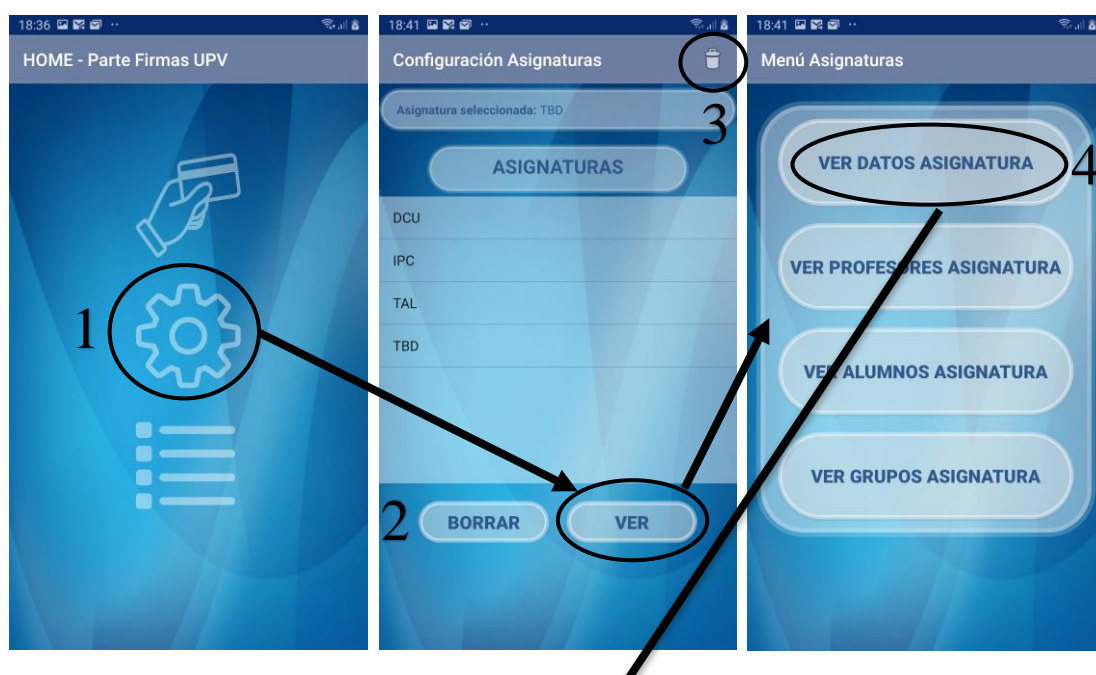 18:36
HOME - Parte Firmas UPV
1
18:41
Configuración Asignaturas
3
Asignatura seleccionada: TBD
ASIGNATURAS
DCU
IPC
TAL
TBD
2
BORRAR
VER
18:41
Menú Asignaturas
VER DATOS ASIGNATURA
4
VER PROFESORES ASIGNATURA
VER ALUMNOS ASIGNATURA
VER GRUPOS ASIGNATURA